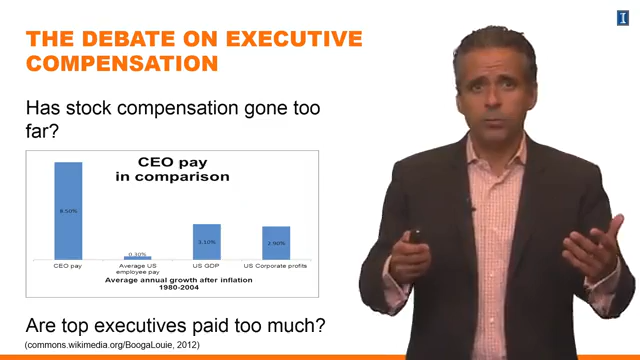 THE DEBATE ON EXECUTIVE
COMPENSATION
Has stock compensation gone too
far?
CEO pay
in comparison
8.50%
0.30%
3.10%
2.90%
CEO pay
Average US
employee pay
US GDP
US Corporate profits
Average annual growth after inflation
1980-2004
Are top executives paid too much?
(commons.wikimedia.org/BoogaLouie, 2012)
I